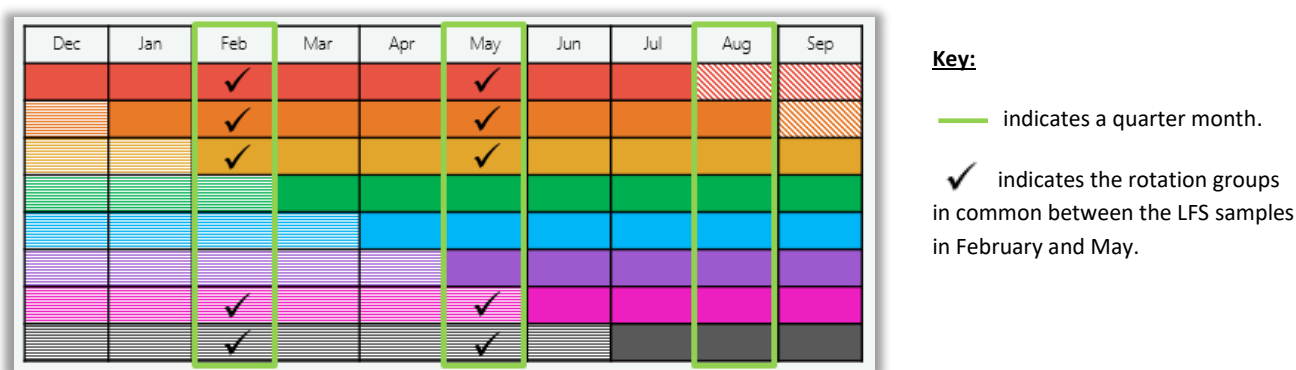 Dec Jan Feb Mar Apr May Jun Jul Aug Sep
Key:
indicates a quarter month.
indicates the rotation groups
in common between the LFS samples
in February and May.